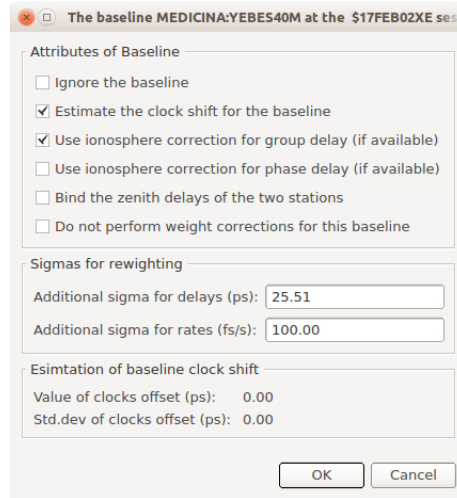 The baseline MEDICINA:YEBES40M at the $17FEB02XE ses
Attributes of Baseline
Ignore the baseline
Estimate the clock shift for the baseline
Use ionosphere correction for group delay (if available)
Use ionosphere correction for phase delay (if available)
Bind the zenith delays of the two stations
Do not perform weight corrections for this baseline
Sigmas for rewighting
Additional sigma for delays (ps): 25.51
Additional sigma for rates (fs/s): 100.00
Esimtation of baseline clock shift
Value of clocks offset (ps): 0.00
Std.dev of clocks offset (ps): 0.00
OK Cancel